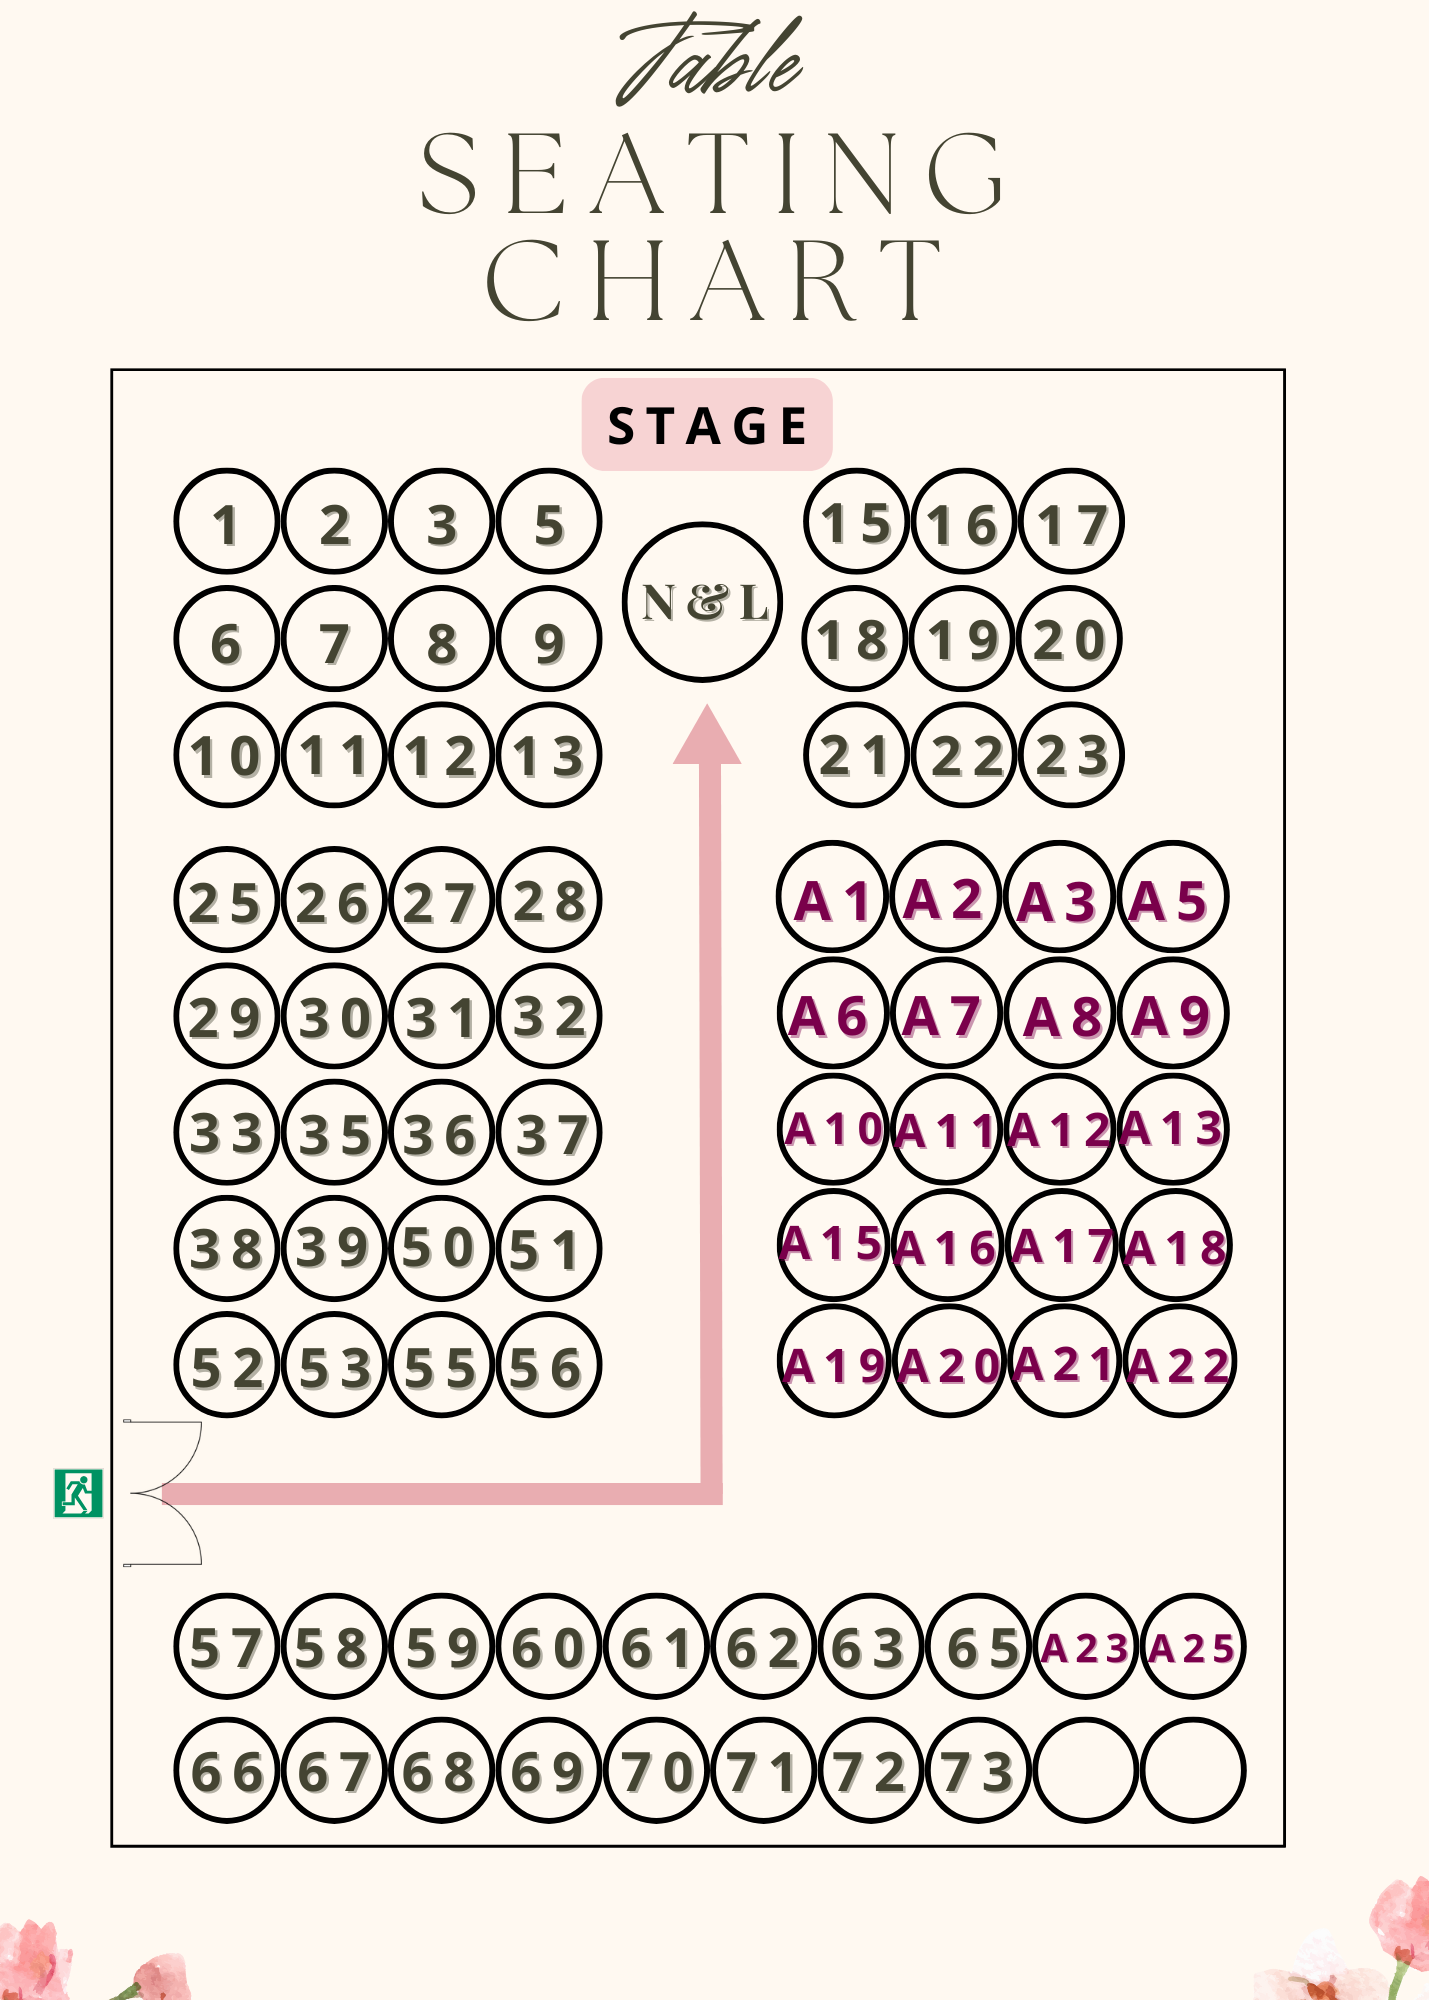 Table
SEATING
CHART
STAGE
1 2 3 5 15 16 17
N & L
6 7 8 9 18 19 20
10 11 12 13 21 22 23
25 26 27 28 A1 A2 A3 A5
29 30 31 32 A6 A7 A8 A9
33 35 36 37 A10 A11 A12 A13
38 39 50 51 A15 A16 A17 A18
52 53 55 56 A19 A20 A21 A22
57 58 59 60 61 62 63 65 A23 A25
66 67 68 69 70 71 72 73